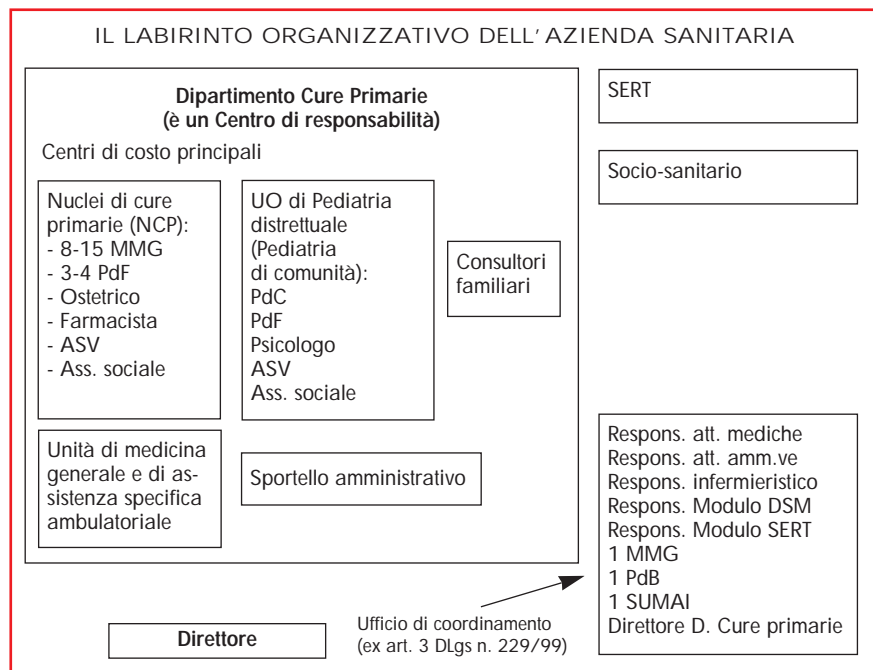 IL LABIRINTO ORGANIZZATIVO DELL'AZIENDA SANITARIA
Dipartimento Cure Primarie
(è un Centro di responsabilità)
Centri di costo principali
Nuclei di cure
primarie (NCP):
- 8-15 MMG
- 3-4 PdF
- Ostetrico
- Farmacista
- ASV
- Ass. sociale
UO di Pediatria
distrettuale
(Pediatria
di comunità):
PdC
PdF
Psicologo
ASV
Ass. sociale
Consultori
familiari
Unità di medicina
generale e di as-
sistenza specifica
ambulatoriale
Sportello amministrativo
SERT
Socio-sanitario
Respons. att. mediche
Respons. att. amm.ve
Respons. infermieristico
Respons. Modulo DSM
Respons. Modulo SERT
1 MMG
1 PdB
1 SUMAI
Direttore D. Cure primarie
Direttore
Ufficio di coordinamento
(ex art. 3 DLgs n. 229/99)